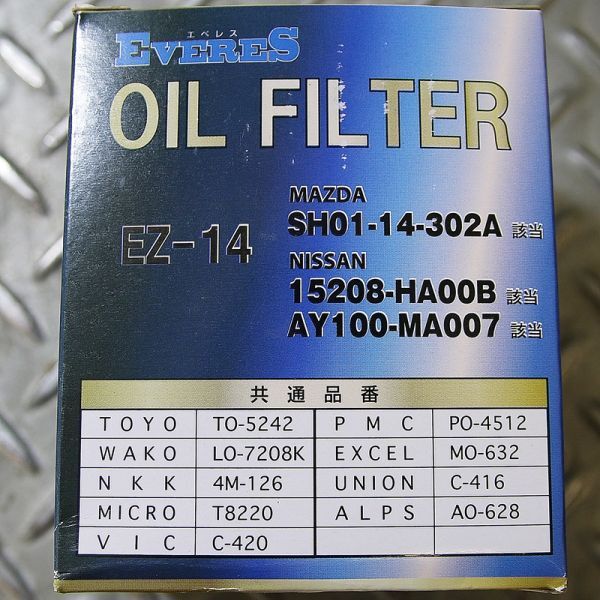 エベレス
EVERES
OIL FILTER
EZ-14
MAZDA
SH01-14-302A 該当
NISSAN
15208-HA00B 該当
AY100-MA007 該当
共通品番
TOYO TO-5242 PMC PO-4512
WAKO LO-7208K EXCEL MO-632
NKK 4M-126 UNION C-416
MICRO T8220 ALPS AO-628
VIC C-420